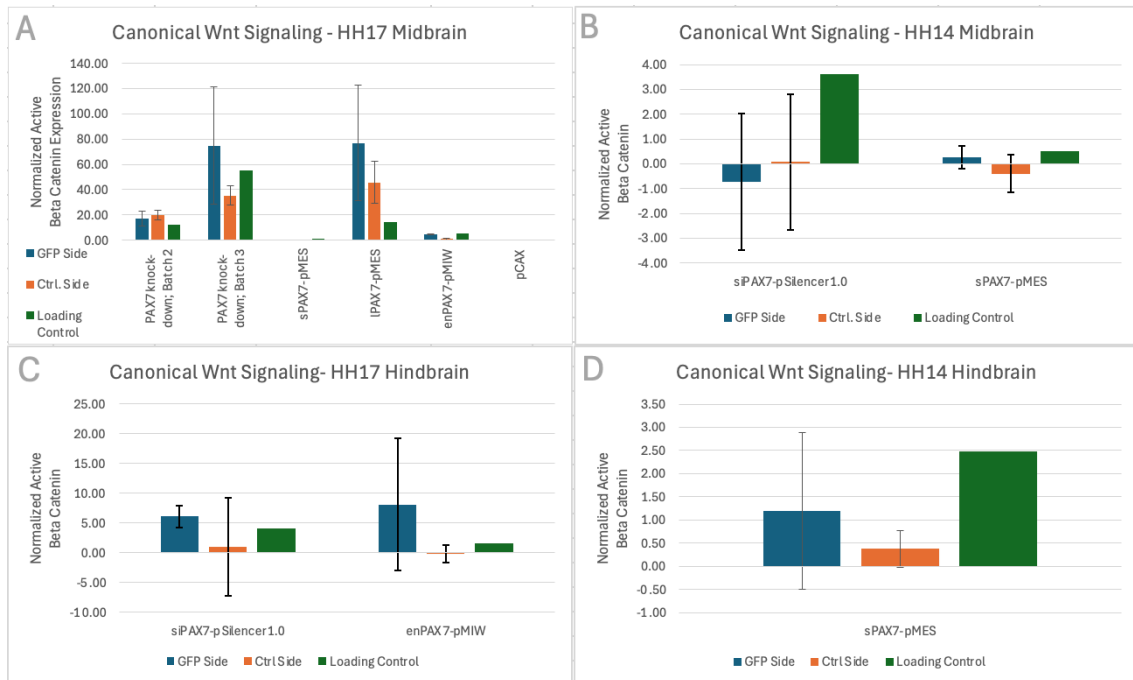 A
Canonical Wnt Signaling - HH17 Midbrain
Normalized Active
Beta Catenin Expression
140.00
120.00
100.00
80.00
60.00
40.00
20.00
0.00
GFP Side
Ctrl. Side
Loading
Control
PAX7 knock-
down; Batch 2
PAX7 knock-
down; Batch 3
sPAX7-pMES
lPAX7-pMES
enPAX7-pMIW
pCAX
B
Canonical Wnt Signaling - HH14 Midbrain
Normalized Active
Beta Catenin
4.00
3.00
2.00
1.00
0.00
-1.00
-2.00
-3.00
-4.00
siPAX7-pSilencer1.0
sPAX7-pMES
GFP Side
Ctrl. Side
Loading Control
C
Canonical Wnt Signaling- HH17 Hindbrain
Normalized Active
Beta Catenin
25.00
20.00
15.00
10.00
5.00
0.00
-5.00
-10.00
siPAX7-pSilencer1.0
enPAX7-pMIW
GFP Side
Ctrl Side
Loading Control
D
Canonical Wnt Signaling- HH14 Hindbrain
Normalized Active
Beta Catenin
3.50
3.00
2.50
2.00
1.50
1.00
0.50
0.00
-0.50
-1.00
sPAX7-pMES
GFP Side
Ctrl Side
Loading Control